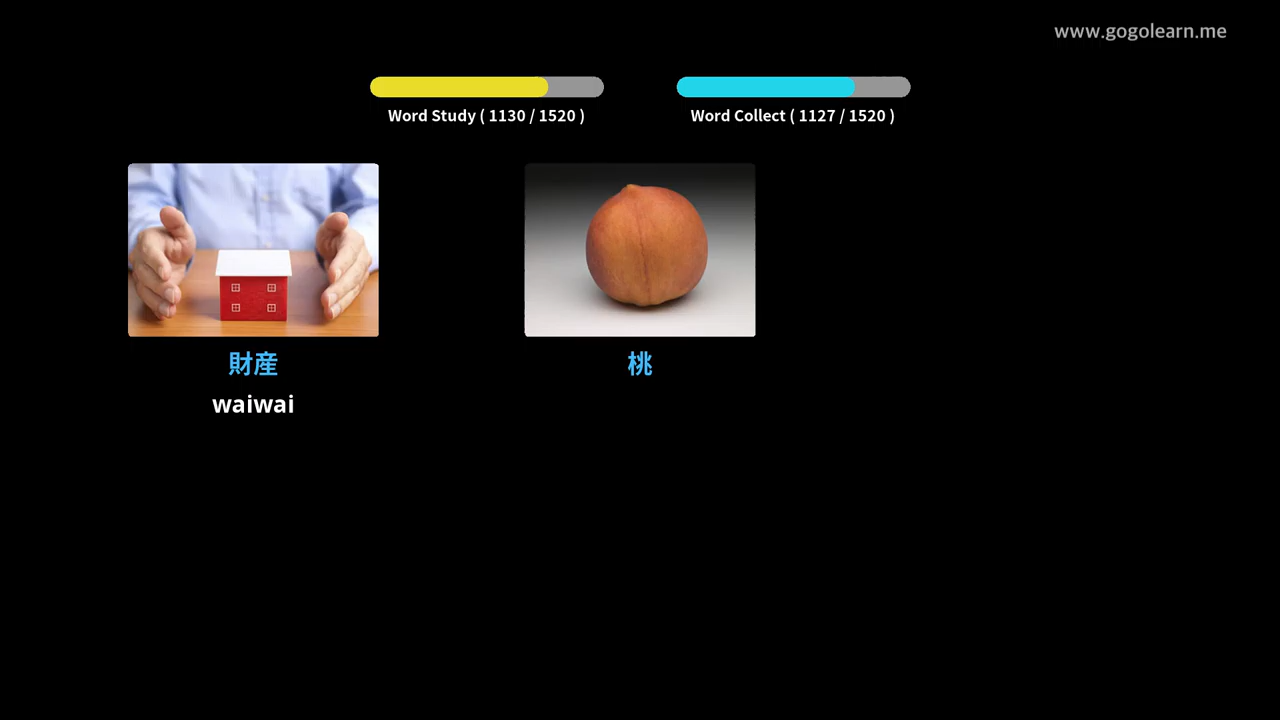 www.gogolearn.me
Word Study ( 1130 / 1520 )
Word Collect ( 1127 / 1520 )
財産
桃
waiwai